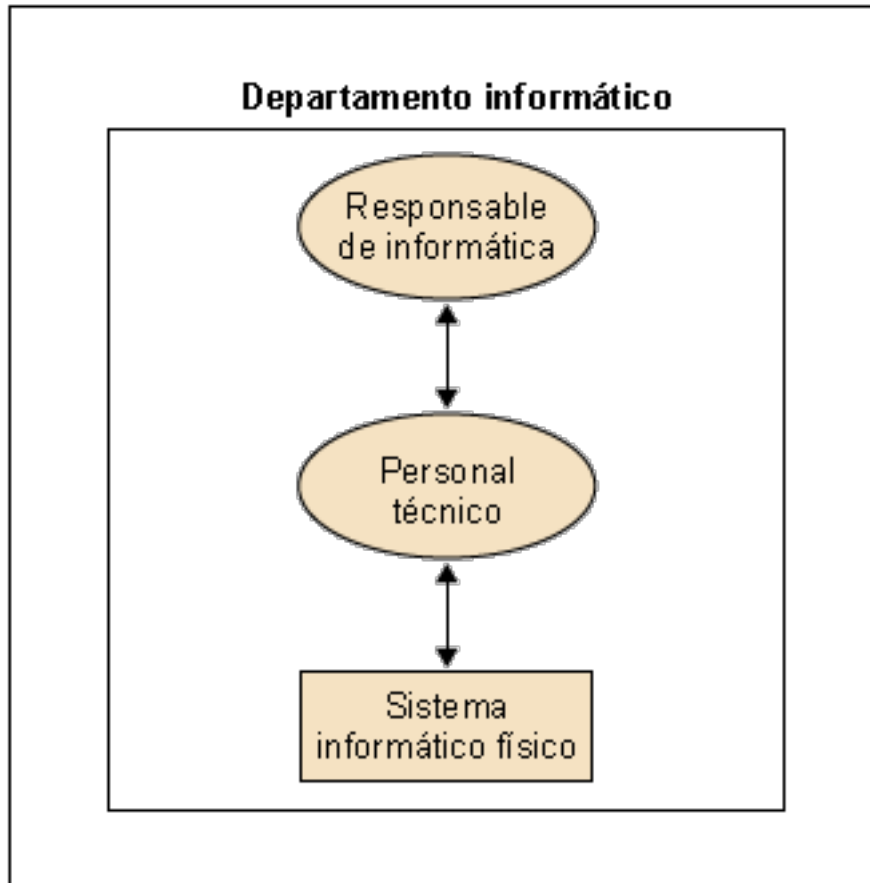 Departamento informático
Responsable
de informática
Personal
técnico
Sistema
informático físico